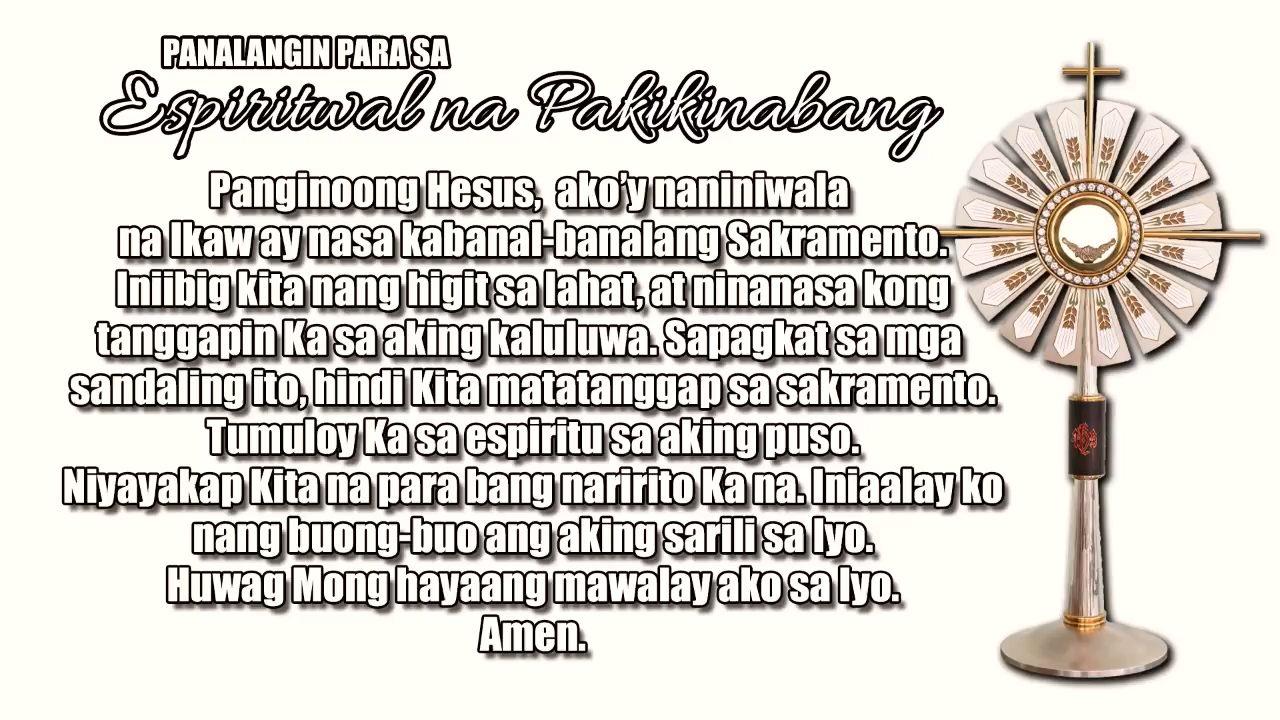 PANALANGIN PARA SA
Espiritwal na Pakikinabang
Panginoong Hesus, ako'y naniniwala
na Ikaw ay nasa kabanal-banalang Sakramento.
Iniibig kita nang higit sa lahat, at ninanasa kong
tanggapin Ka sa aking kaluluwa. Sapagkat sa mga
sandaling ito, hindi Kita matatanggap sa sakramento.
Tumuloy Ka sa espiritu sa aking puso.
Niyayakap Kita na para bang naririto Ka na. Iniaalay ko
nang buong-buo ang aking sarili sa Iyo.
Huwag Mong hayaang mawalay ako sa Iyo.
Amen.